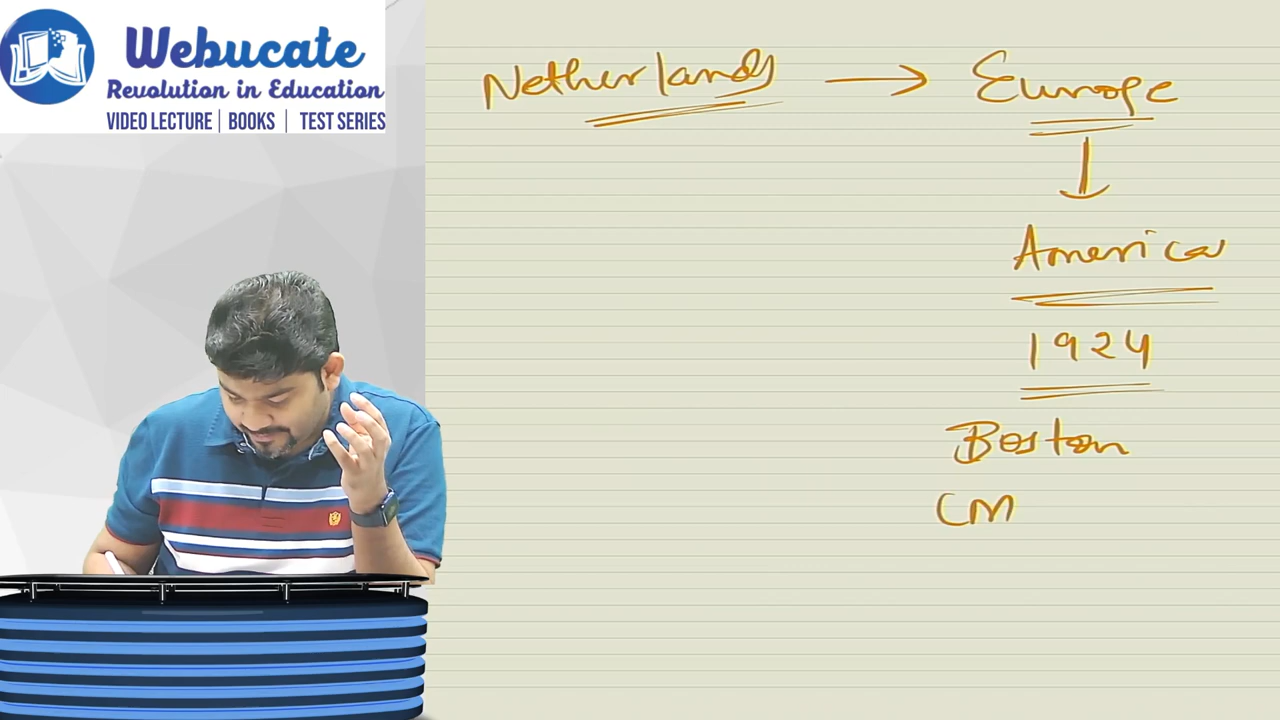 Webucate
Revolution in Education
VIDEO LECTURE | BOOKS | TEST SERIES
Netherlands → Europe
↓
America
1924
Boston
CM